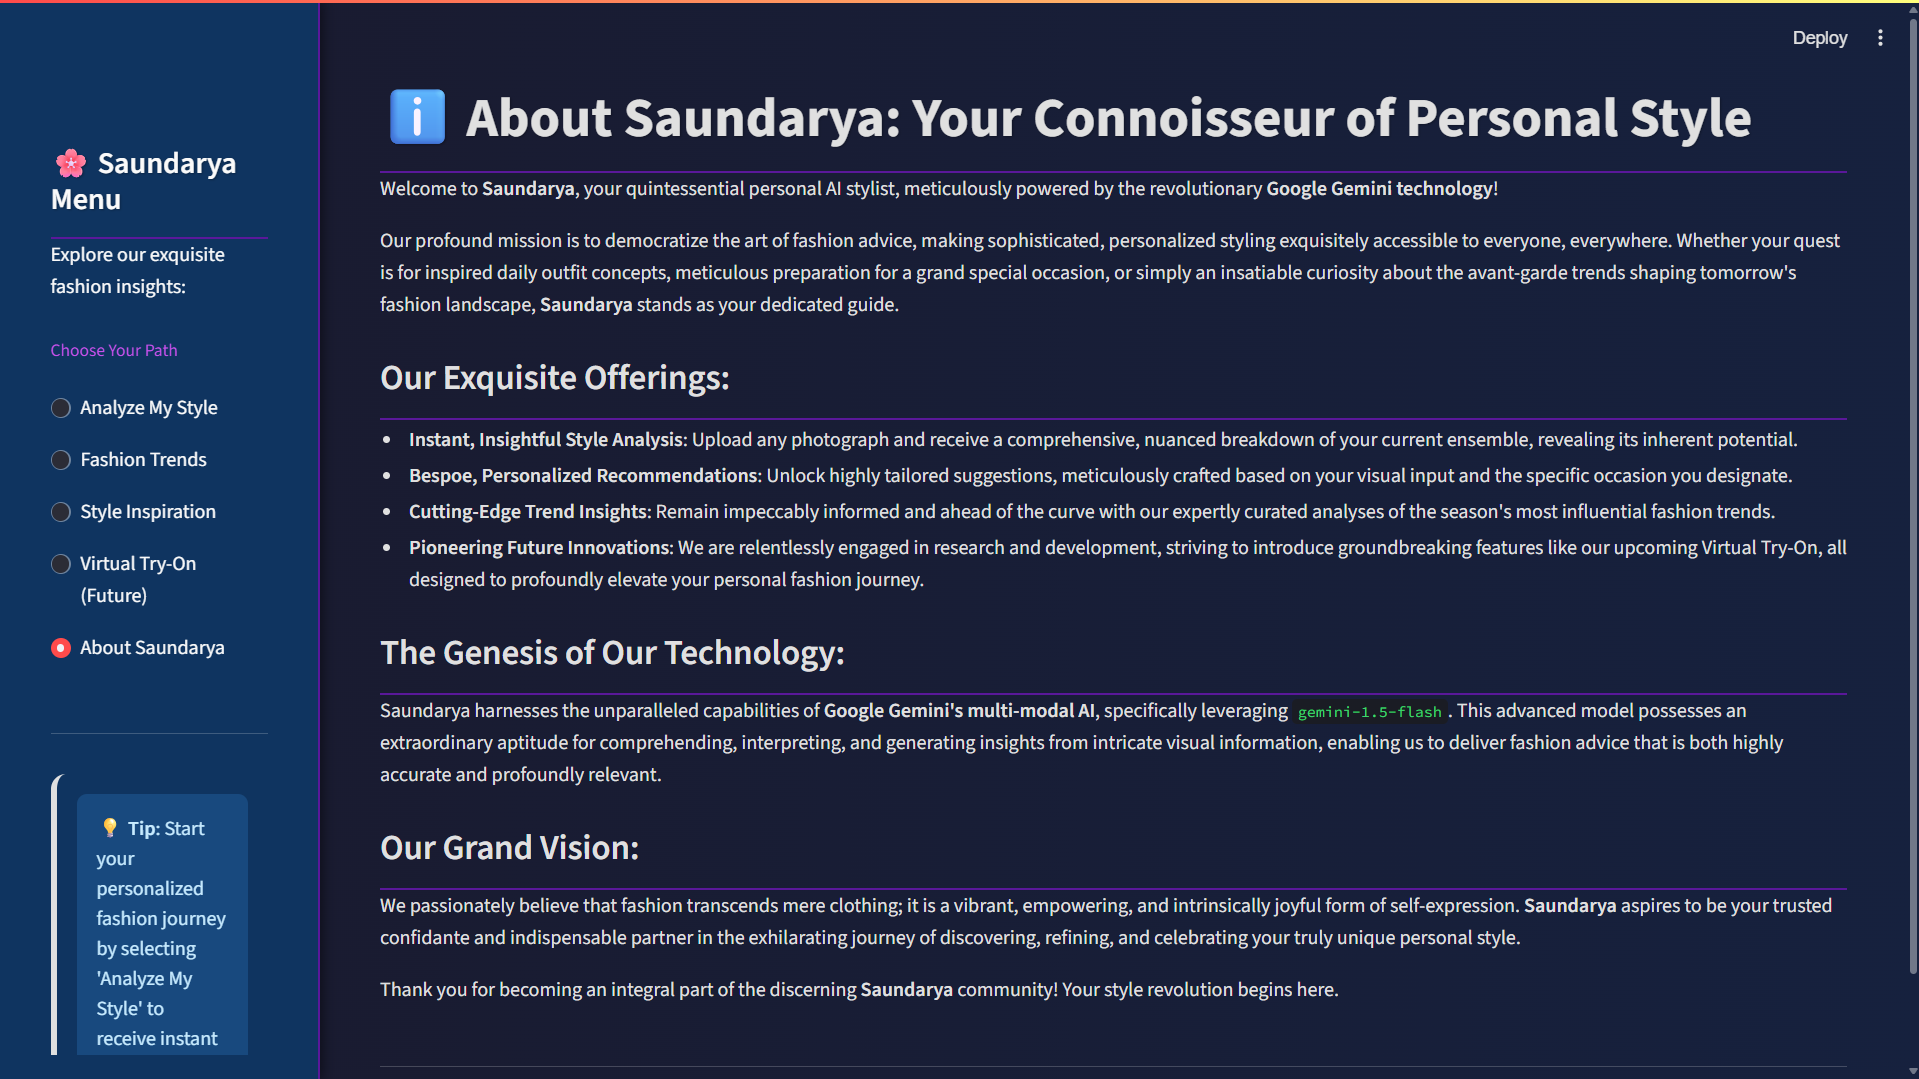 Deploy
🌸 Saundarya
Menu
Explore our exquisite
fashion insights:
Choose Your Path
Analyze My Style
Fashion Trends
Style Inspiration
Virtual Try-On
(Future)
About Saundarya
💡 Tip: Start
your
personalized
fashion journey
by selecting
'Analyze My
Style' to
receive instant
ℹ️ About Saundarya: Your Connoisseur of Personal Style
Welcome to Saundarya, your quintessential personal AI stylist, meticulously powered by the revolutionary Google Gemini technology!
Our profound mission is to democratize the art of fashion advice, making sophisticated, personalized styling exquisitely accessible to everyone, everywhere. Whether your quest
is for inspired daily outfit concepts, meticulous preparation for a grand special occasion, or simply an insatiable curiosity about the avant-garde trends shaping tomorrow's
fashion landscape, Saundarya stands as your dedicated guide.
Our Exquisite Offerings:
• Instant, Insightful Style Analysis: Upload any photograph and receive a comprehensive, nuanced breakdown of your current ensemble, revealing its inherent potential.
• Bespoe, Personalized Recommendations: Unlock highly tailored suggestions, meticulously crafted based on your visual input and the specific occasion you designate.
• Cutting-Edge Trend Insights: Remain impeccably informed and ahead of the curve with our expertly curated analyses of the season's most influential fashion trends.
• Pioneering Future Innovations: We are relentlessly engaged in research and development, striving to introduce groundbreaking features like our upcoming Virtual Try-On, all
designed to profoundly elevate your personal fashion journey.
The Genesis of Our Technology:
Saundarya harnesses the unparalleled capabilities of Google Gemini's multi-modal AI, specifically leveraging gemini-1.5-flash. This advanced model possesses an
extraordinary aptitude for comprehending, interpreting, and generating insights from intricate visual information, enabling us to deliver fashion advice that is both highly
accurate and profoundly relevant.
Our Grand Vision:
We passionately believe that fashion transcends mere clothing; it is a vibrant, empowering, and intrinsically joyful form of self-expression. Saundarya aspires to be your trusted
confidante and indispensable partner in the exhilarating journey of discovering, refining, and celebrating your truly unique personal style.
Thank you for becoming an integral part of the discerning Saundarya community! Your style revolution begins here.